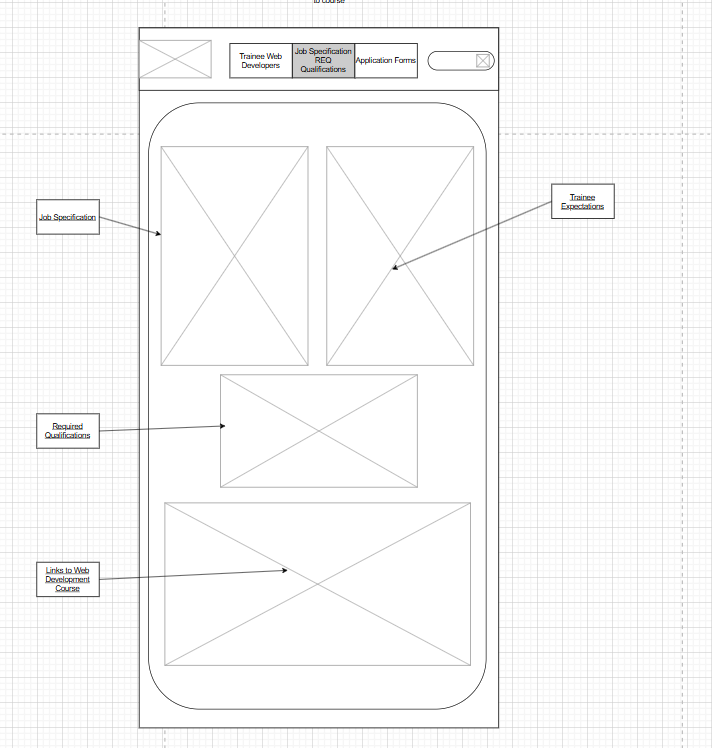 to course
Trainee Web
Developers
Job Specification
REQ
Qualifications
Application Forms
Job Specification
Trainee
Expectations
Required
Qualifications
Links to Web
Development
Course